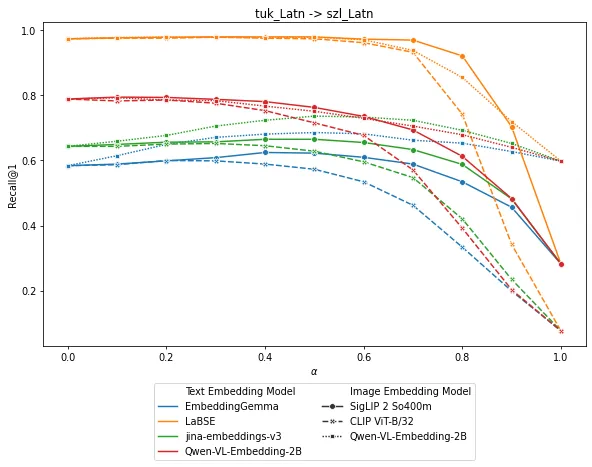 tuk_Latn -> szl_Latn
1.0
0.8
0.6
0.4
0.2
Recall@1
0.0 0.2 0.4 0.6 0.8 1.0
α
Text Embedding Model Image Embedding Model
EmbeddingGemma SigLIP 2 So400m
LaBSE CLIP ViT-B/32
jina-embeddings-v3 Qwen-VL-Embedding-2B
Qwen-VL-Embedding-2B